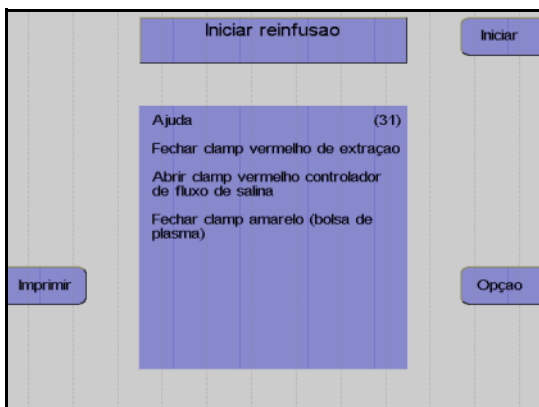 Iniciar reinfusao
Iniciar
Ajuda (31)
Fechar clamp vermelho de extraçao
Abrir clamp vermelho controlador
de fluxo de salina
Fechar clamp amarelo (bolsa de
plasma)
Imprimir
Opçao